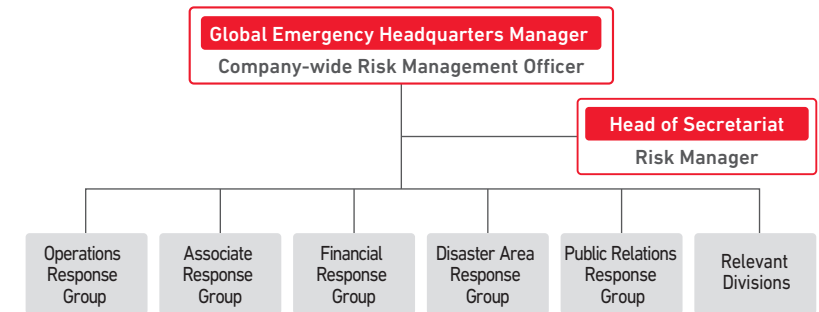 Global Emergency Headquarters Manager
Company-wide Risk Management Officer
Head of Secretariat
Risk Manager
Operations
Response
Group
Associate
Response
Group
Financial
Response
Group
Disaster Area
Response
Group
Public Relations
Response
Group
Relevant
Divisions